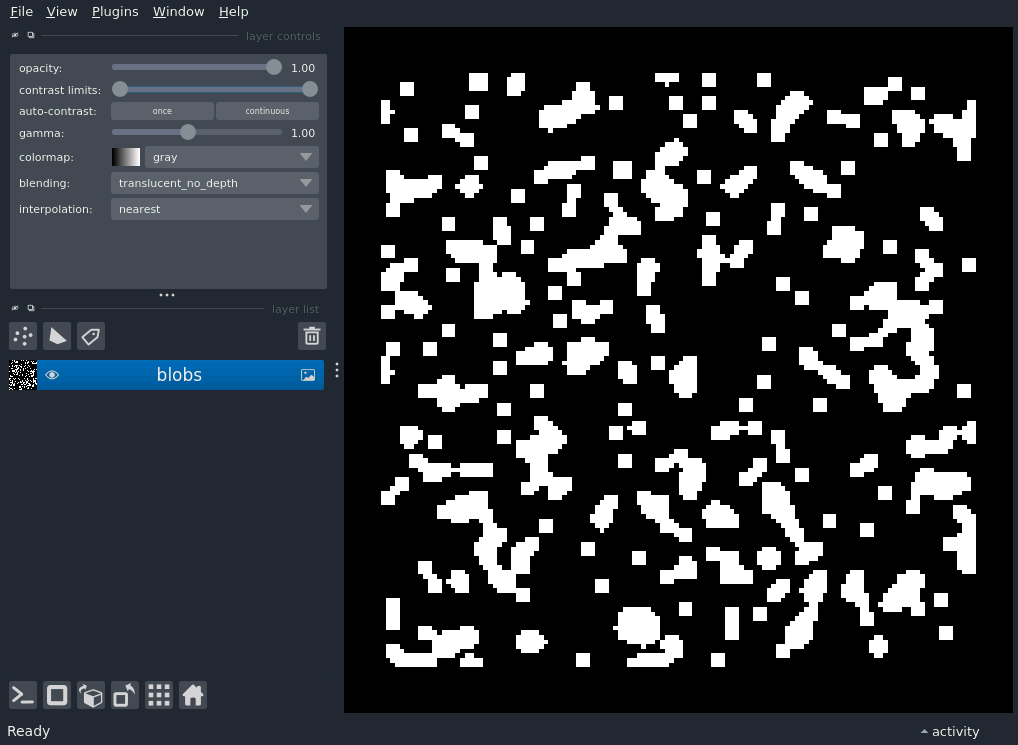 File View Plugins Window Help
layer controls
opacity: 1.00
contrast limits:
auto-contrast: once continuous
gamma: 1.00
colormap: gray
blending: translucent_no_depth
interpolation: nearest
layer list
blobs
Ready activity